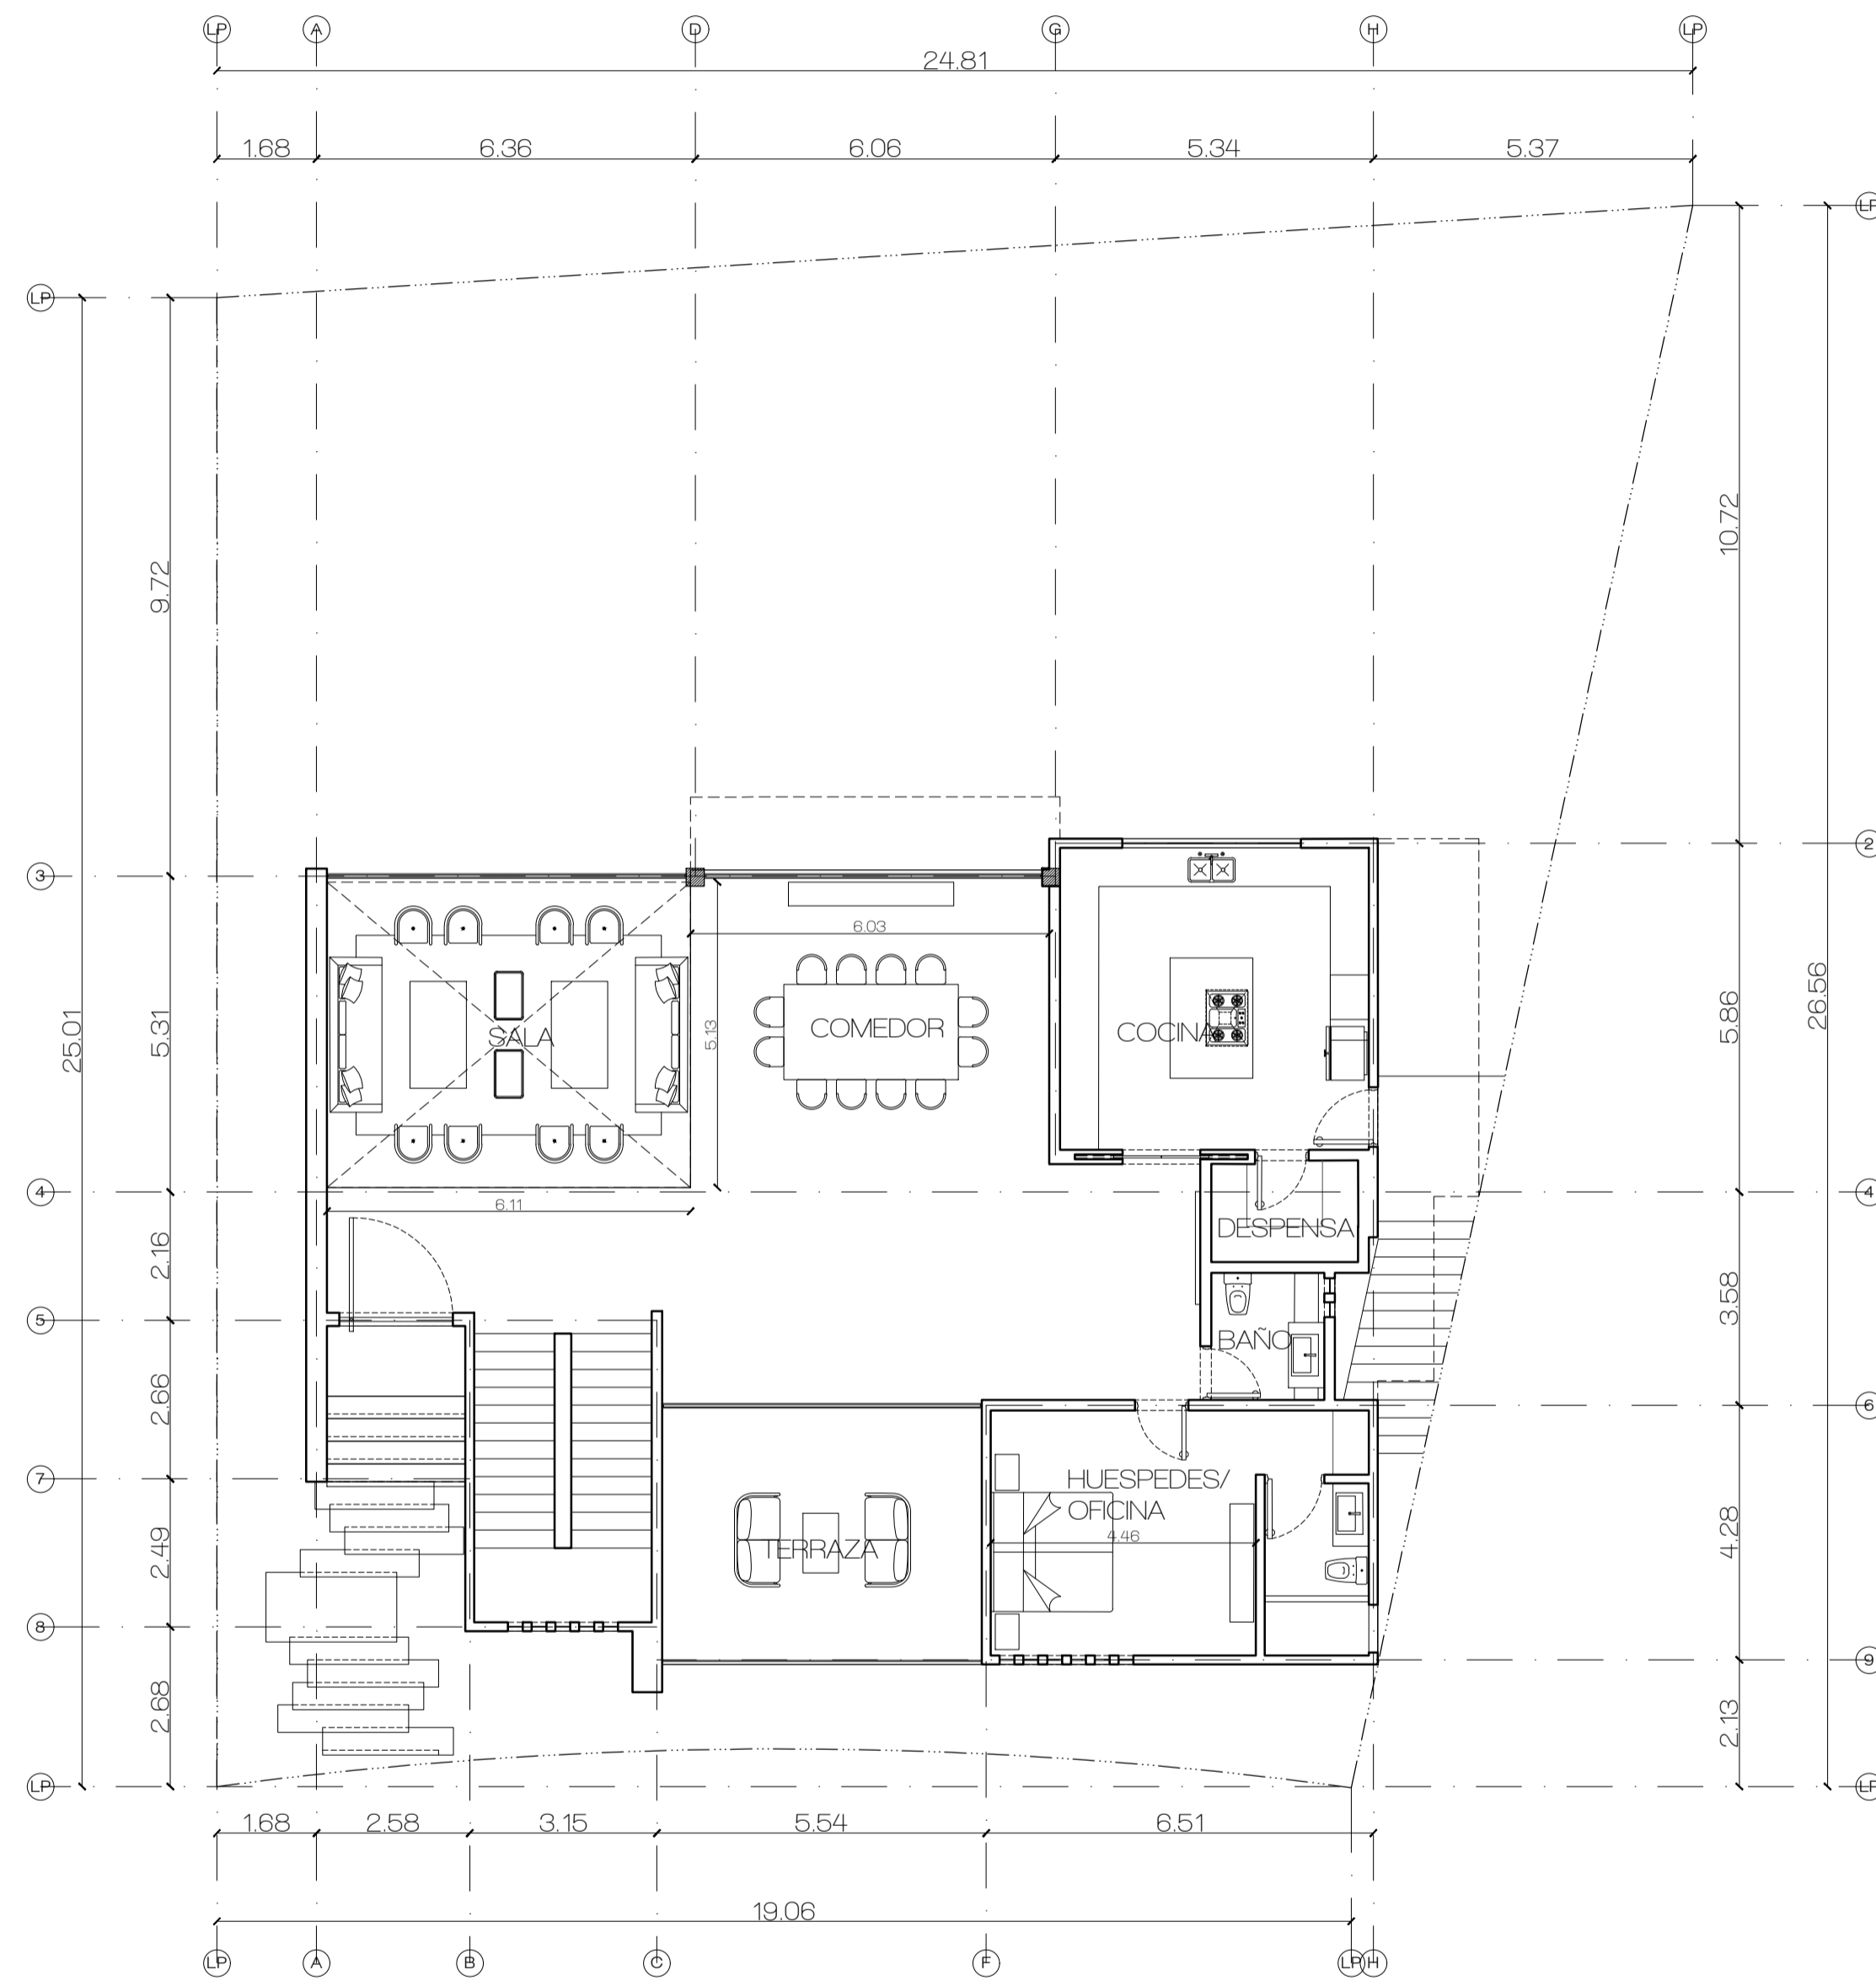 LP A D G H LP
24.81
1.68 6.36 6.06 5.34 5.37
LP
LP
10.72
9.72
2
3
6.03
26.56
25.01
5.31
SALA
5.13
COMEDOR
COCINA
5.86
4
6.11
4
DESPENSA
2.16
3.58
5
BAÑO
2.66
6
7
HUESPEDES/
OFICINA
4.46
TERRAZA
2.49
4.28
8
9
2.68
2.13
LP
LP
1.68 2.58 3.15 5.54 6.51
19.06
LP A B C F LP H